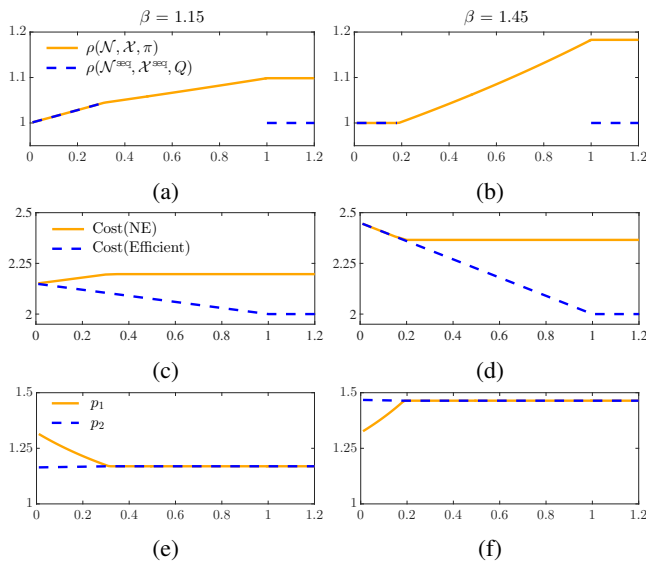 β = 1.15
β = 1.45
1.2
1.1
1
ρ(𝒩, 𝒳, π)
ρ(𝒩^seq, 𝒳^seq, Q)
0 0.2 0.4 0.6 0.8 1 1.2
(a)
1.2
1.1
1
0 0.2 0.4 0.6 0.8 1 1.2
(b)
2.5
2.25
2
Cost(NE)
Cost(Efficient)
0 0.2 0.4 0.6 0.8 1 1.2
(c)
2.5
2.25
2
0 0.2 0.4 0.6 0.8 1 1.2
(d)
1.5
1.25
1
p₁
p₂
0 0.2 0.4 0.6 0.8 1 1.2
(e)
1.5
1.25
1
0 0.2 0.4 0.6 0.8 1 1.2
(f)